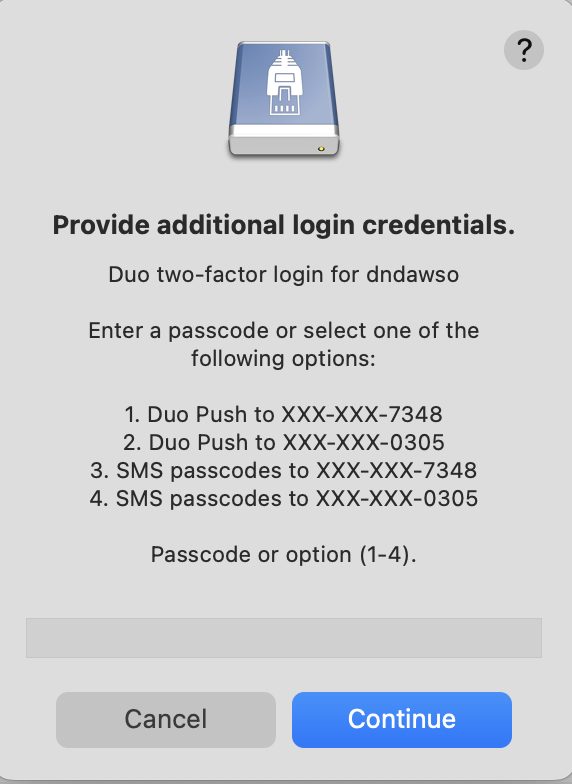 ?
Provide additional login credentials.
Duo two-factor login for dndawso
Enter a passcode or select one of the
following options:
1. Duo Push to XXX-XXX-7348
2. Duo Push to XXX-XXX-0305
3. SMS passcodes to XXX-XXX-7348
4. SMS passcodes to XXX-XXX-0305
Passcode or option (1-4).
Cancel
Continue